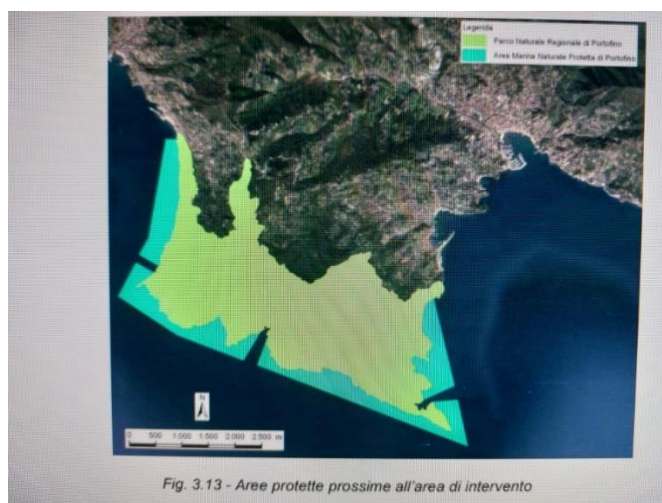 Legenda
Parco Naturale Regionale di Portofino
Area Marina Naturale Protetta di Portofino
N
0 500 1.000 1.500 2.000 2.500 m
Fig. 3.13 - Aree protette prossime all'area di intervento